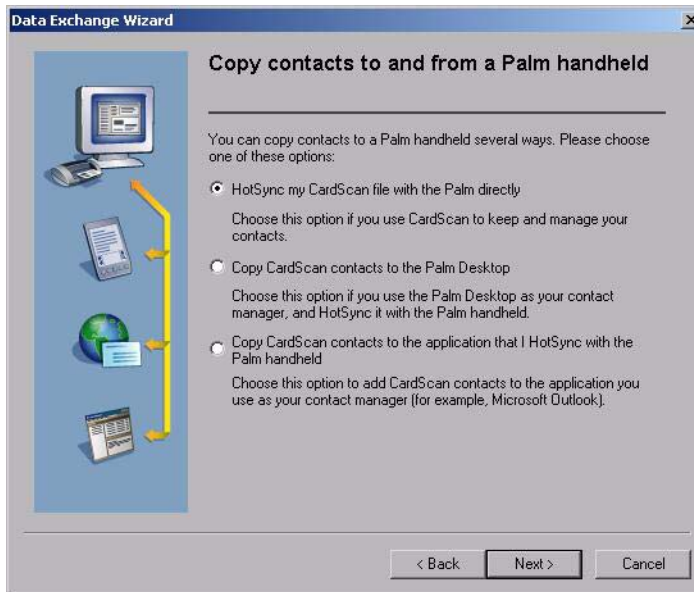 Data Exchange Wizard
Copy contacts to and from a Palm handheld
You can copy contacts to a Palm handheld several ways. Please choose
one of these options:
HotSync my CardScan file with the Palm directly
Choose this option if you use CardScan to keep and manage your
contacts.
Copy CardScan contacts to the Palm Desktop
Choose this option if you use the Palm Desktop as your contact
manager, and HotSync it with the Palm handheld.
Copy CardScan contacts to the application that I HotSync with the
Palm handheld
Choose this option to add CardScan contacts to the application you
use as your contact manager (for example, Microsoft Outlook).
< Back Next > Cancel